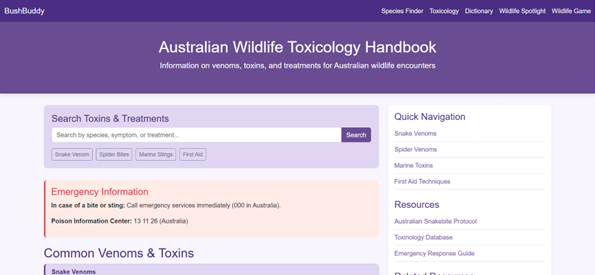 BushBuddy
Species Finder Toxicology Dictionary Wildlife Spotlight Wildlife Game
Australian Wildlife Toxicology Handbook
Information on venoms, toxins, and treatments for Australian wildlife encounters
Search Toxins & Treatments
Search by species, symptom, or treatment... Search
Snake Venom Spider Bites Marine Stings First Aid
Emergency Information
In case of a bite or sting: Call emergency services immediately (000 in Australia).
Poison Information Center: 13 11 26 (Australia)
Common Venoms & Toxins
Snake Venoms
Quick Navigation
Snake Venoms
Spider Venoms
Marine Toxins
First Aid Techniques
Resources
Australian Snakebite Protocol
Toxinology Database
Emergency Response Guide
Related Resources